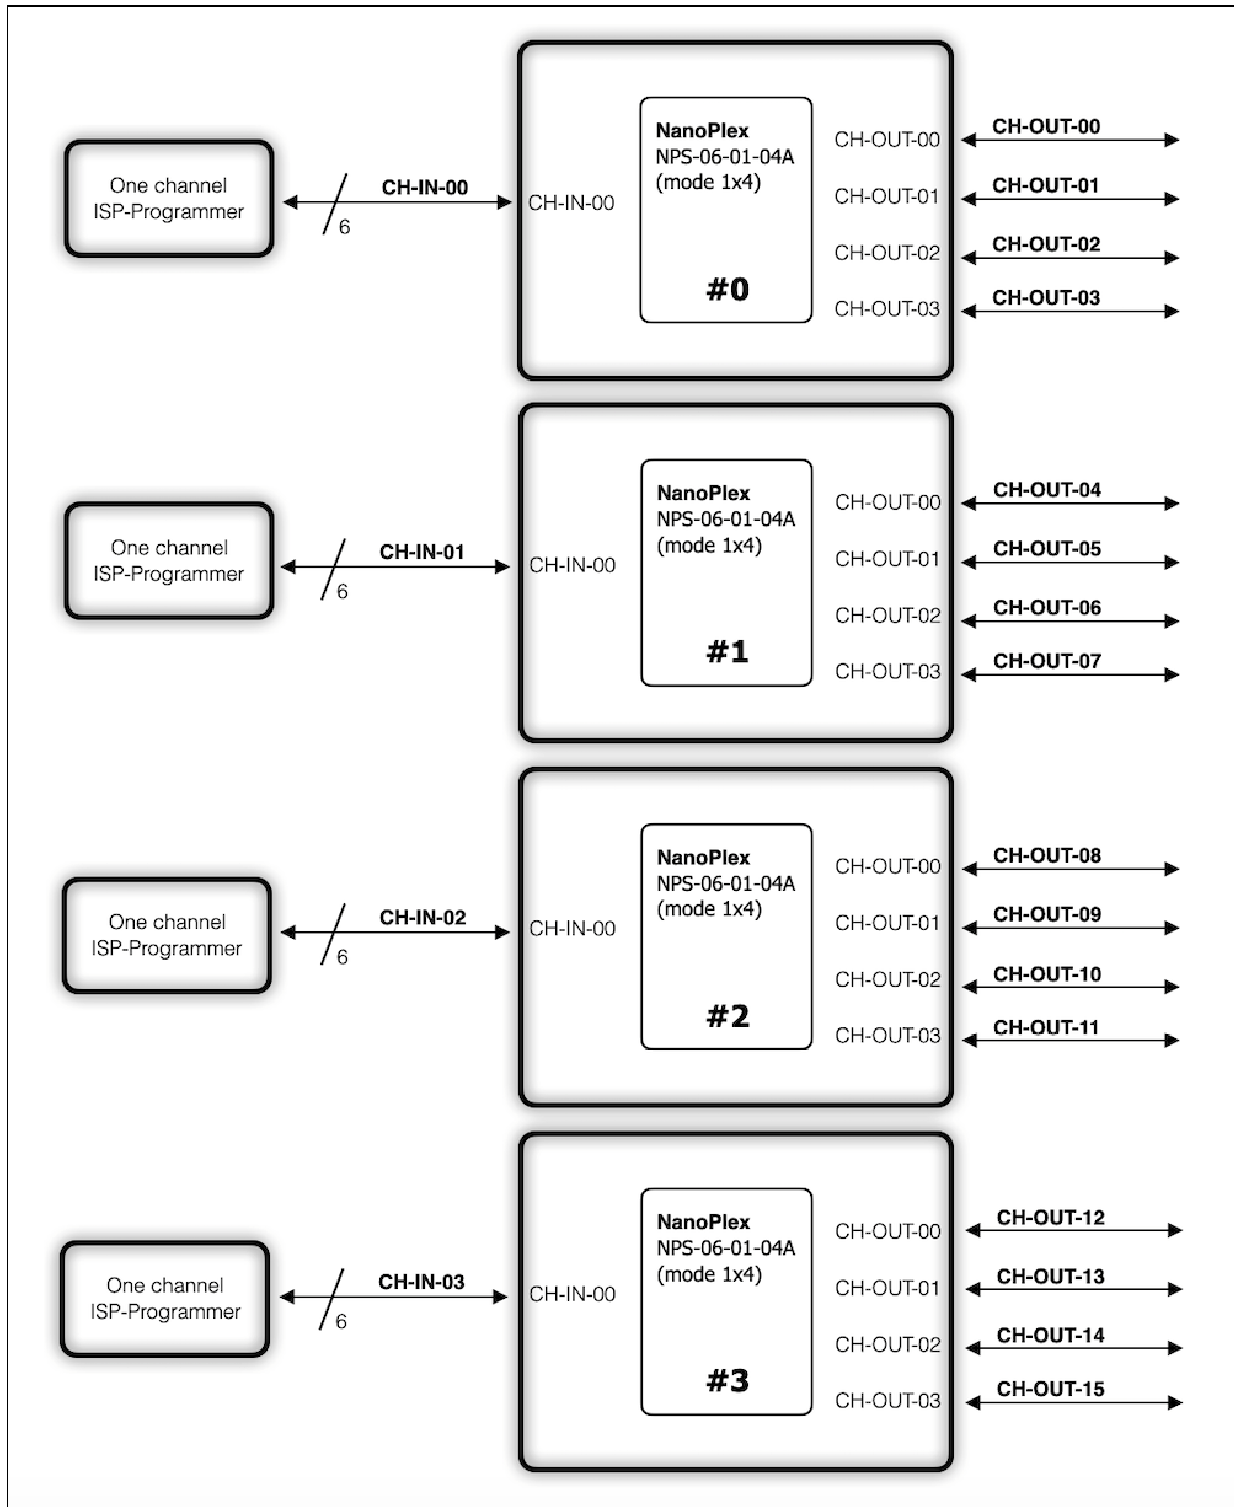 One channel
ISP-Programmer
CH-IN-00
6
CH-IN-00
NanoPlex
NPS-06-01-04A
(mode 1x4)
#0
CH-OUT-00
CH-OUT-01
CH-OUT-02
CH-OUT-03
CH-OUT-00
CH-OUT-01
CH-OUT-02
CH-OUT-03
One channel
ISP-Programmer
CH-IN-01
6
CH-IN-00
NanoPlex
NPS-06-01-04A
(mode 1x4)
#1
CH-OUT-00
CH-OUT-01
CH-OUT-02
CH-OUT-03
CH-OUT-04
CH-OUT-05
CH-OUT-06
CH-OUT-07
One channel
ISP-Programmer
CH-IN-02
6
CH-IN-00
NanoPlex
NPS-06-01-04A
(mode 1x4)
#2
CH-OUT-00
CH-OUT-01
CH-OUT-02
CH-OUT-03
CH-OUT-08
CH-OUT-09
CH-OUT-10
CH-OUT-11
One channel
ISP-Programmer
CH-IN-03
6
CH-IN-00
NanoPlex
NPS-06-01-04A
(mode 1x4)
#3
CH-OUT-00
CH-OUT-01
CH-OUT-02
CH-OUT-03
CH-OUT-12
CH-OUT-13
CH-OUT-14
CH-OUT-15